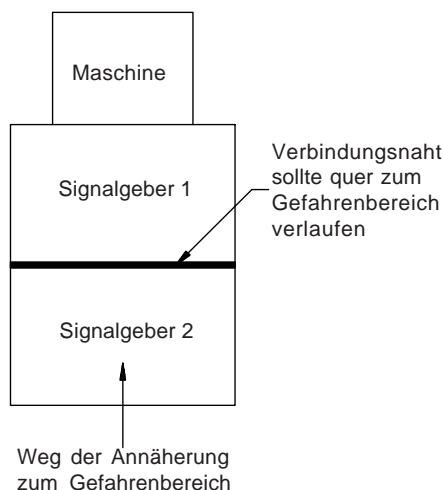 Maschine
Signalgeber 1
Verbindungsnaht
sollte quer zum
Gefahrenbereich
verlaufen
Signalgeber 2
Weg der Annäherung
zum Gefahrenbereich